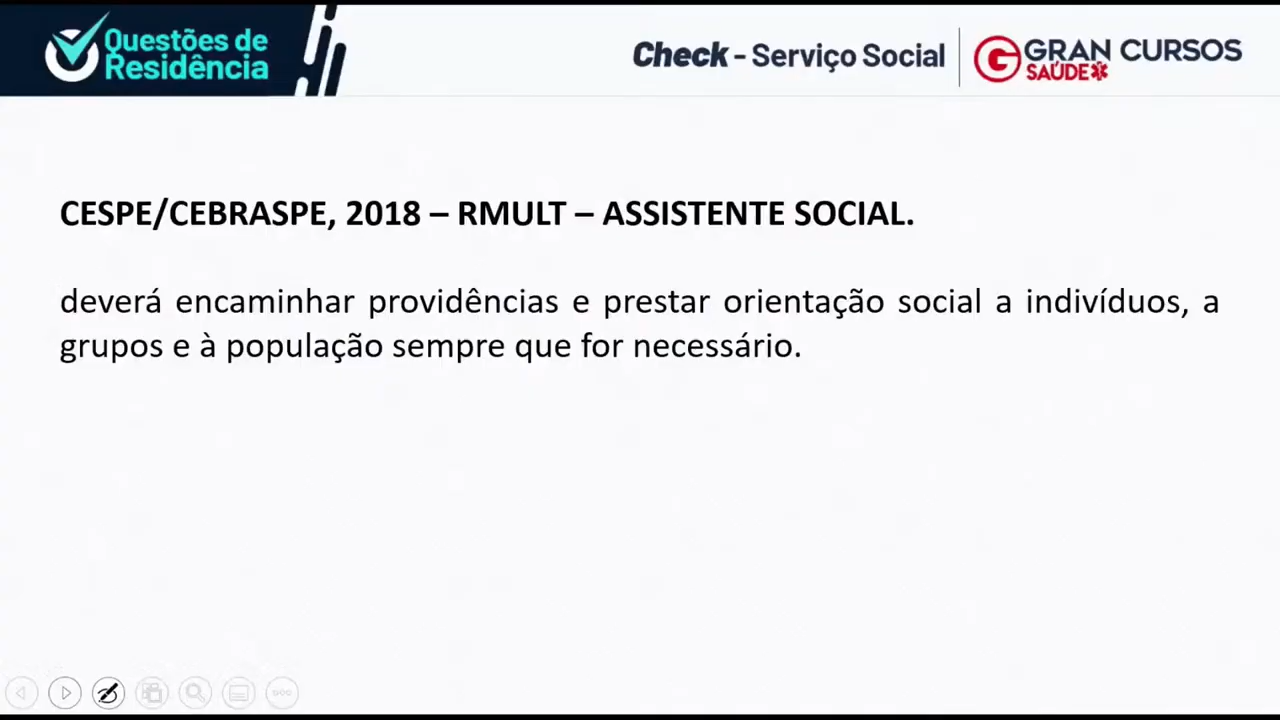 Questões de
Residência
Check - Serviço Social
GRAN CURSOS
SAÚDE
CESPE/CEBRASPE, 2018 – RMULT – ASSISTENTE SOCIAL.
deverá encaminhar providências e prestar orientação social a indivíduos, a
grupos e à população sempre que for necessário.